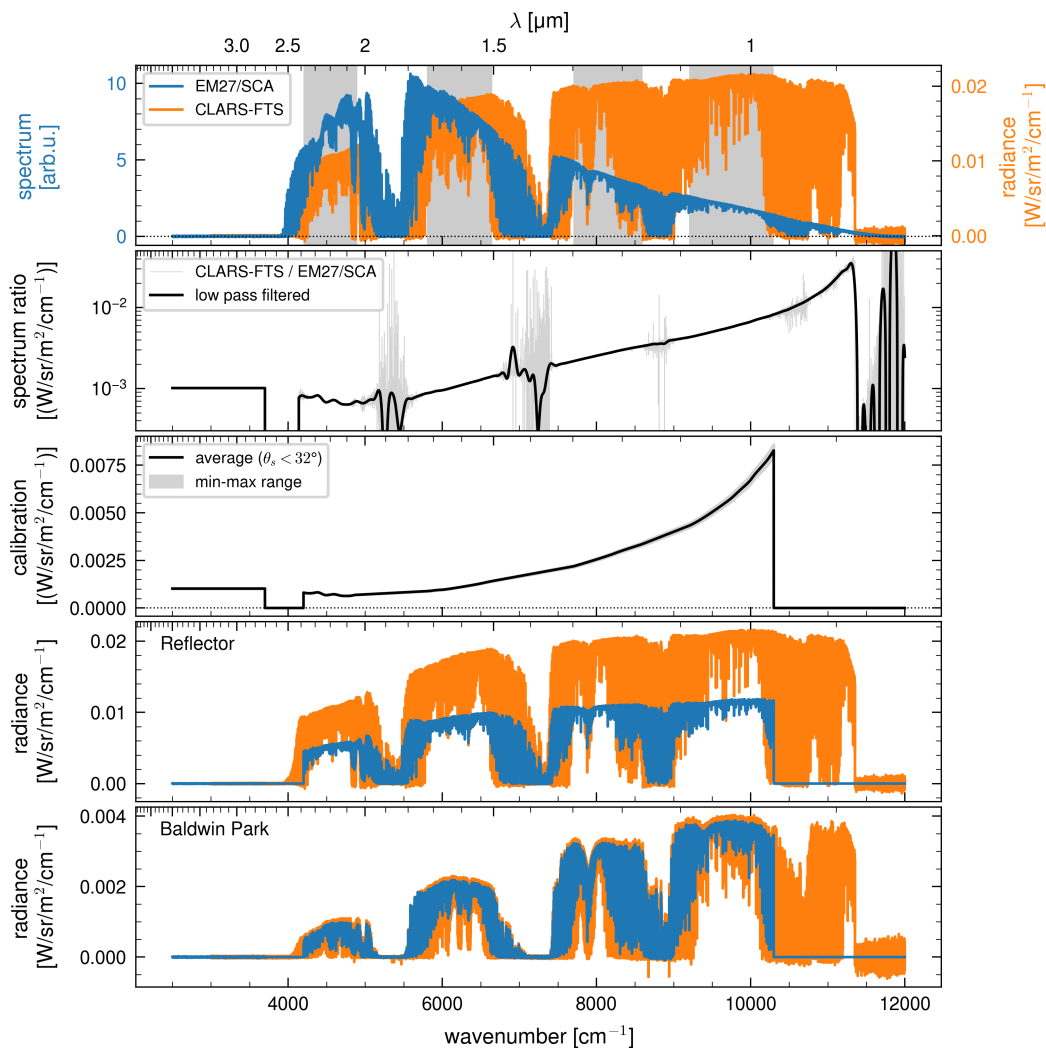 λ [μm]
3.0 2.5 2 1.5 1
10
5
0
spectrum
[arb.u.]
EM27/SCA
CLARS-FTS
0.02
0.01
0.00
radiance
[W/sr/m²/cm⁻¹]
spectrum ratio
[(W/sr/m²/cm⁻¹)]
10⁻²
10⁻³
CLARS-FTS / EM27/SCA
low pass filtered
calibration
[(W/sr/m²/cm⁻¹)]
0.0075
0.0050
0.0025
0.0000
average (θₛ < 32°)
min-max range
radiance
[W/sr/m²/cm⁻¹]
0.02
0.01
0.00
Reflector
radiance
[W/sr/m²/cm⁻¹]
0.004
0.002
0.000
Baldwin Park
4000 6000 8000 10000 12000
wavenumber [cm⁻¹]